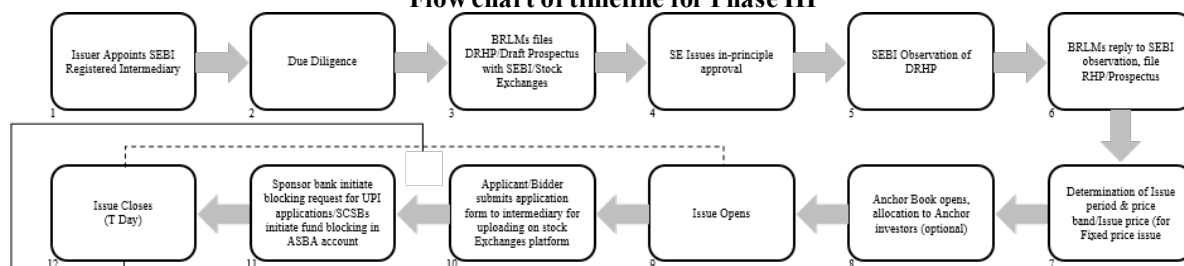 Flow chart of timeline for Phase III
Issuer Appoints SEBI
Registered Intermediary
1
Due Diligence
2
BRLMs files
DRHP/Draft Prospectus
with SEBI/Stock
Exchanges
3
SE Issues in-principle
approval
4
SEBI Observation of
DRHP
5
BRLMs reply to SEBI
observation, file
RHP/Prospectus
6
Determination of Issue
period & price
band/Issue price (for
Fixed price issue
7
Anchor Book opens,
allocation to Anchor
investors (optional)
8
Issue Opens
9
Applicant/Bidder
submits application
form to intermediary for
uploading on stock
Exchanges platform
10
Sponsor bank initiate
blocking request for UPI
applications/SCSBs
initiate fund blocking in
ASBA account
11
Issue Closes
(T Day)
12